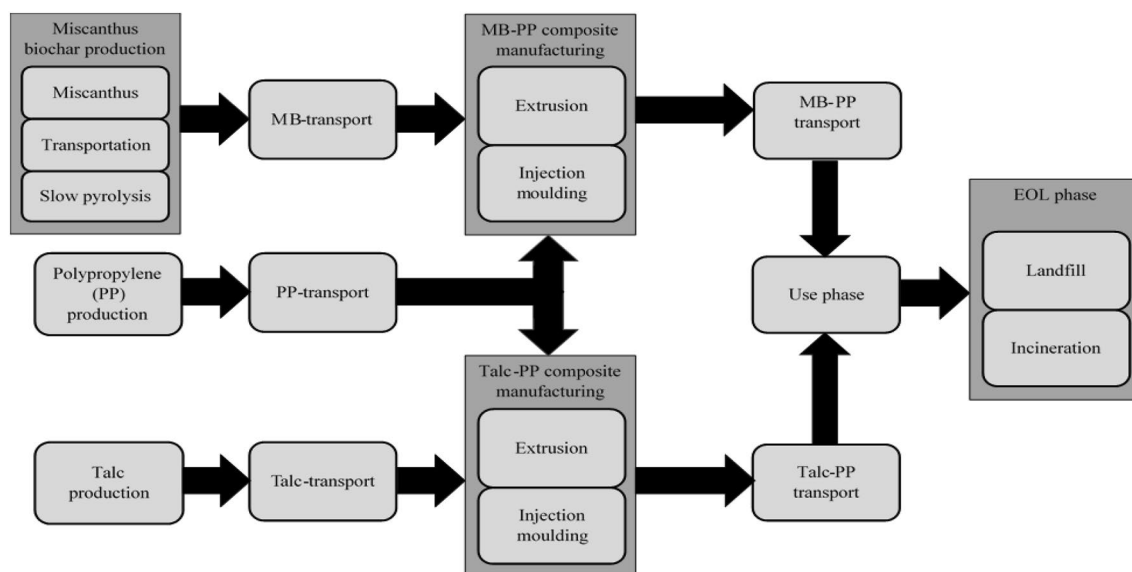 Miscanthus
biochar production
Miscanthus
Transportation
Slow pyrolysis
MB-transport
MB-PP composite
manufacturing
Extrusion
Injection
moulding
MB-PP
transport
Polypropylene
(PP)
production
PP-transport
Use phase
EOL phase
Landfill
Incineration
Talc
production
Talc-transport
Talc-PP composite
manufacturing
Extrusion
Injection
moulding
Talc-PP
transport